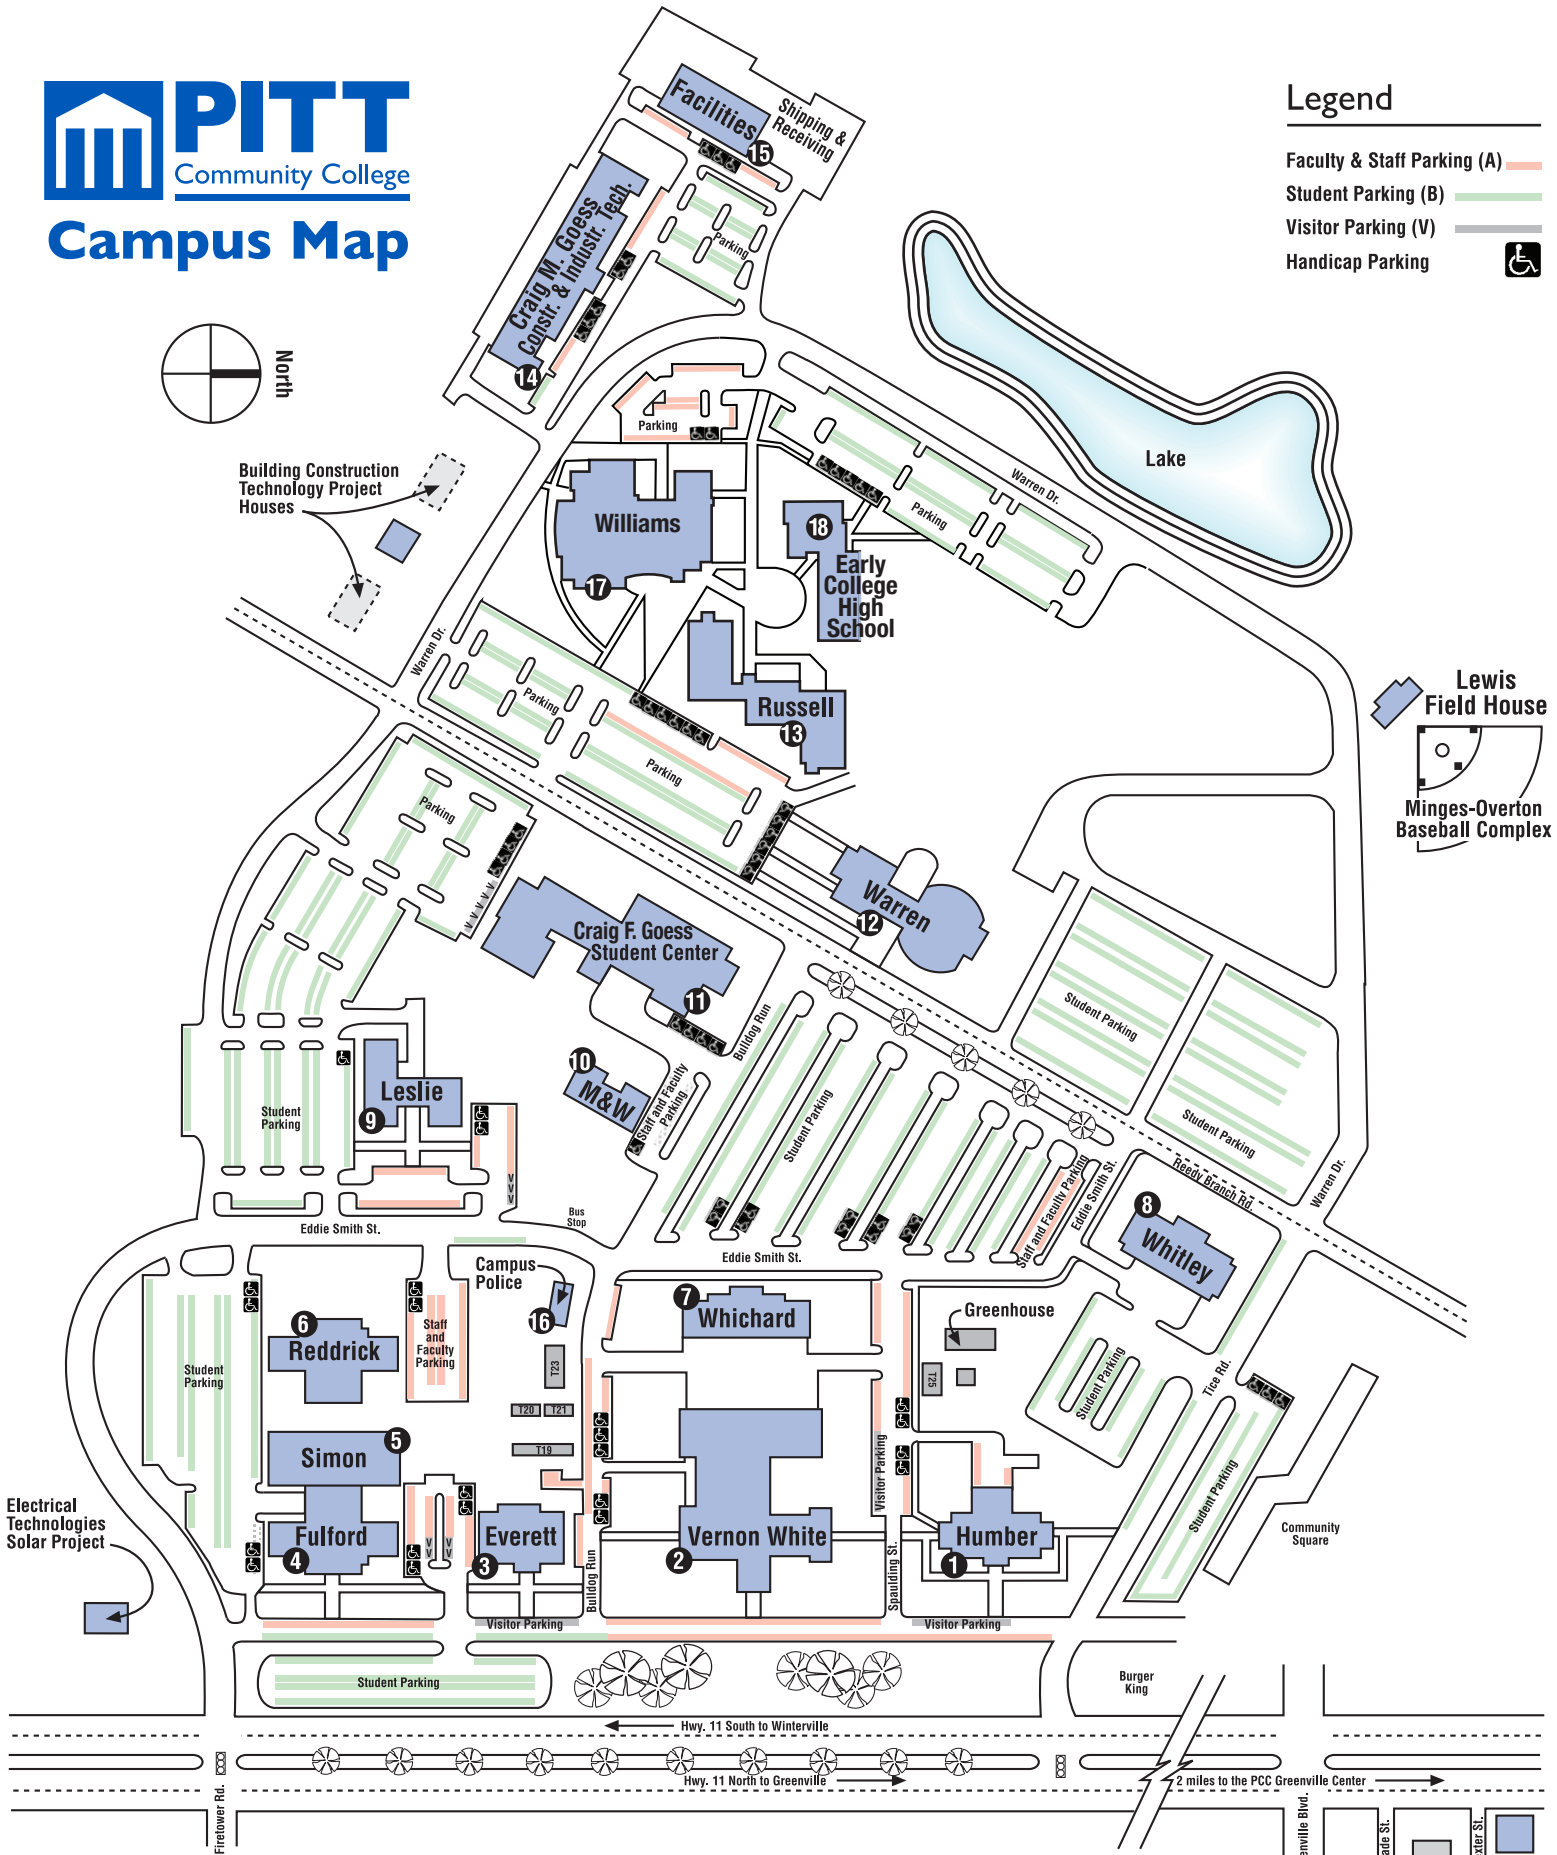 PITT
Community College
Campus Map
Legend
Faculty & Staff Parking (A)
Student Parking (B)
Visitor Parking (V)
Handicap Parking
North
Facilities
15
Shipping &
Receiving
Craig M. Goess
Constr. & Industr. Tech.
14
Parking
Parking
Building Construction
Technology Project
Houses
Williams
17
18
Early
College
High
School
Parking
Warren Dr.
Lake
Warren Dr.
Parking
Russell
13
Parking
Lewis
Field House
Minges-Overton
Baseball Complex
Parking
V V V V V
Warren
12
Craig F. Goess
Student Center
11
Bulldog Run
Student Parking
Student Parking
10
M&W
Staff and Faculty
Parking
Student Parking
Leslie
9
Student
Parking
V V V
Staff and Faculty Parking
Eddie Smith St.
Reedy Branch Rd.
Warren Dr.
8
Whitley
Bus
Stop
Eddie Smith St.
Eddie Smith St.
Campus
Police
16
7
Whichard
Greenhouse
6
Reddrick
Staff
and
Faculty
Parking
Student
Parking
T23
T25
T20
T21
T19
Student Parking
Tice Rd.
5
Simon
Visitor Parking
Student Parking
Community
Square
Electrical
Technologies
Solar Project
Fulford
4
V V
V V
Everett
3
Vernon White
2
Humber
1
Bulldog Run
Spaulding St.
Visitor Parking
Visitor Parking
Student Parking
Burger
King
Hwy. 11 South to Winterville
Hwy. 11 North to Greenville
2 miles to the PCC Greenville Center
Firetower Rd.
enville Blvd.
ade St.
xter St.